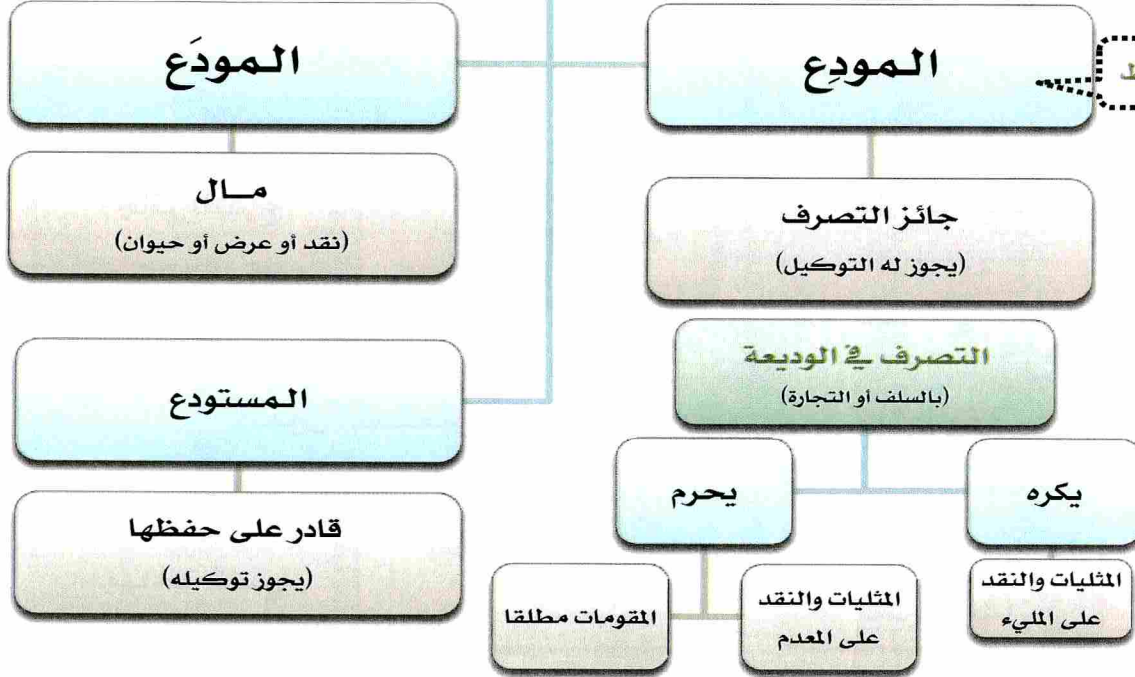 المودِع
جائز التصرف
(يجوز له التوكيل)
المودَع
مــال
(نقد أو عرض أو حيوان)
المستودع
قادر على حفظها
(يجوز توكيله)
التصرف في الوديعة
(بالسلف أو التجارة)
يكره
المثليات والنقد
على المليء
يحرم
المثليات والنقد
على المعدم
المقومات مطلقا